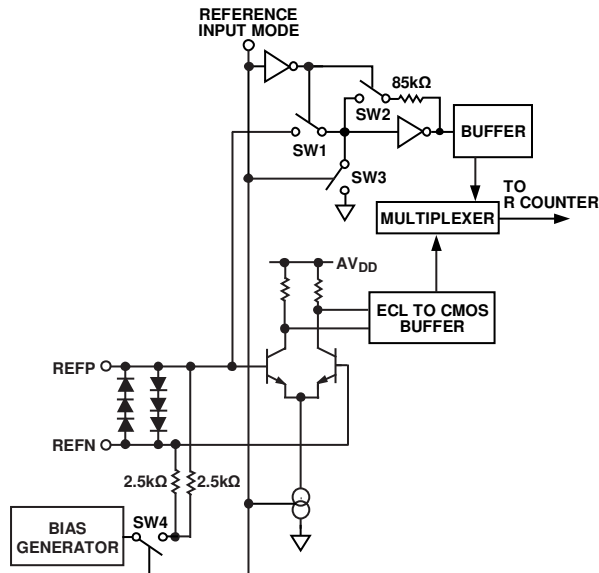 REFERENCE
INPUT MODE
85kΩ
SW2
BUFFER
SW1
SW3
TO
R COUNTER
MULTIPLEXER
AVDD
ECL TO CMOS
BUFFER
REFP
REFN
2.5kΩ
2.5kΩ
BIAS
GENERATOR
SW4